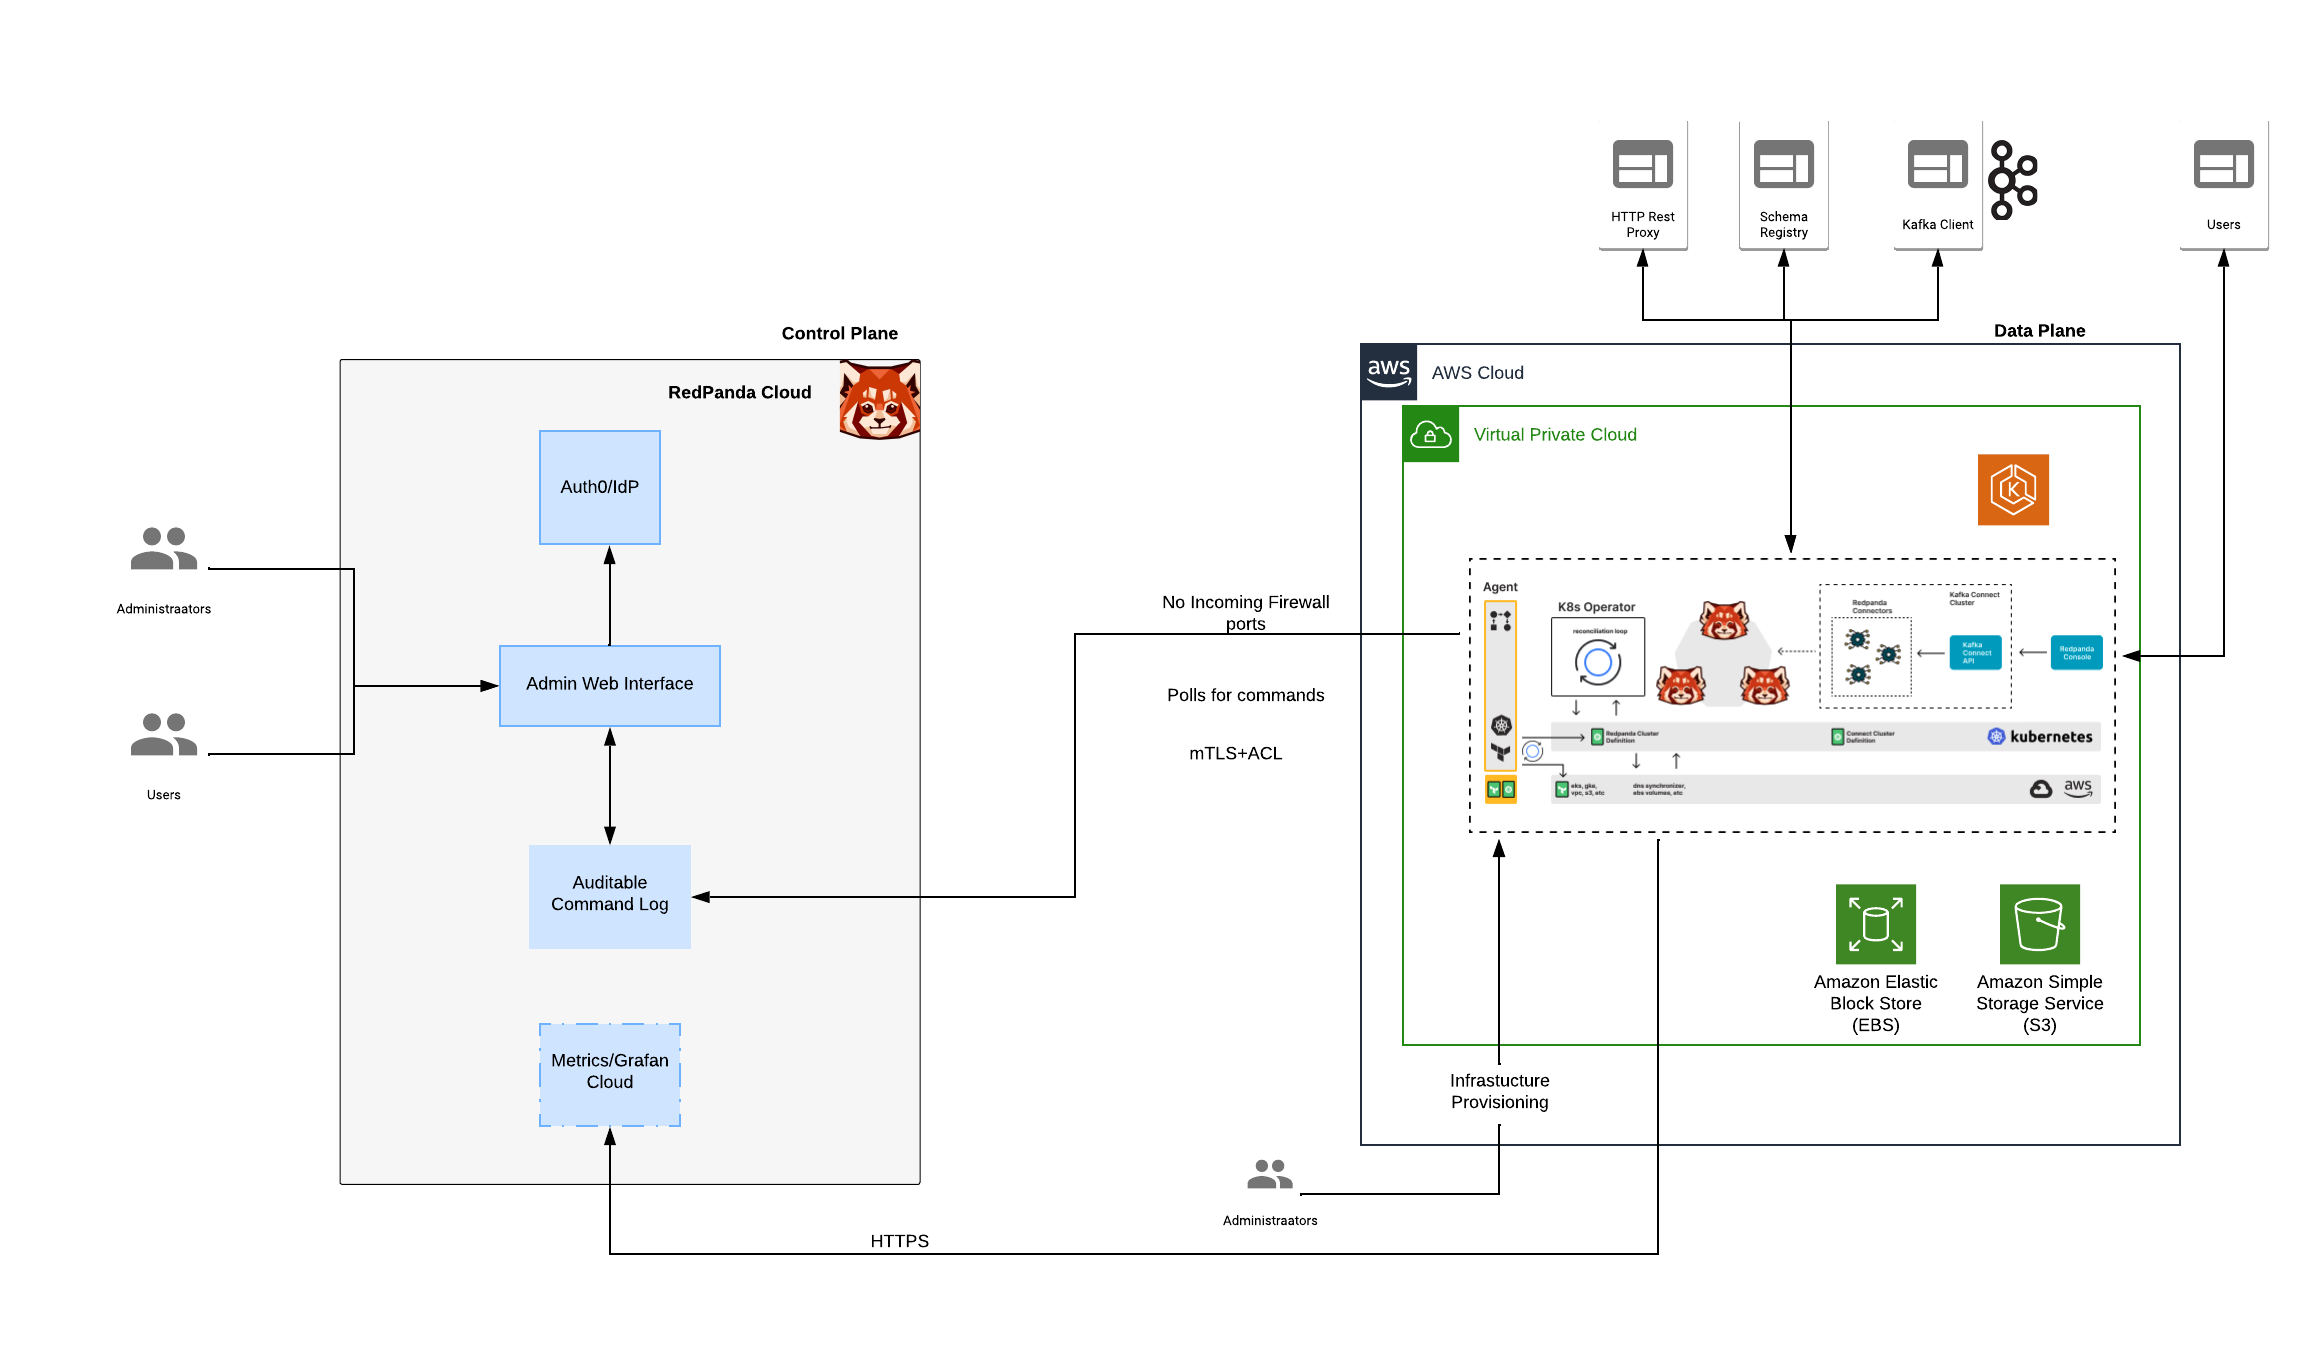 HTTP Rest
Proxy
Schema
Registry
Kafka Client
Users
Control Plane
RedPanda Cloud
Auth0/IdP
Administraators
Admin Web Interface
Users
Auditable
Command Log
Metrics/Grafan
Cloud
HTTPS
No Incoming Firewall
ports
Polls for commands
mTLS+ACL
Data Plane
aws
AWS Cloud
Virtual Private Cloud
K
Agent
K8s Operator
reconciliation loop
Redpanda
Connectors
Kafka Connect
Cluster
Kafka
Connect
API
Redpanda
Console
Redpanda Cluster
Definition
Connect Cluster
Definition
kubernetes
eks, gke,
vpc, s3, etc
dns synchronizer,
ebs volumes, etc
aws
Amazon Elastic
Block Store
(EBS)
Amazon Simple
Storage Service
(S3)
Infrastucture
Provisioning
Administraators